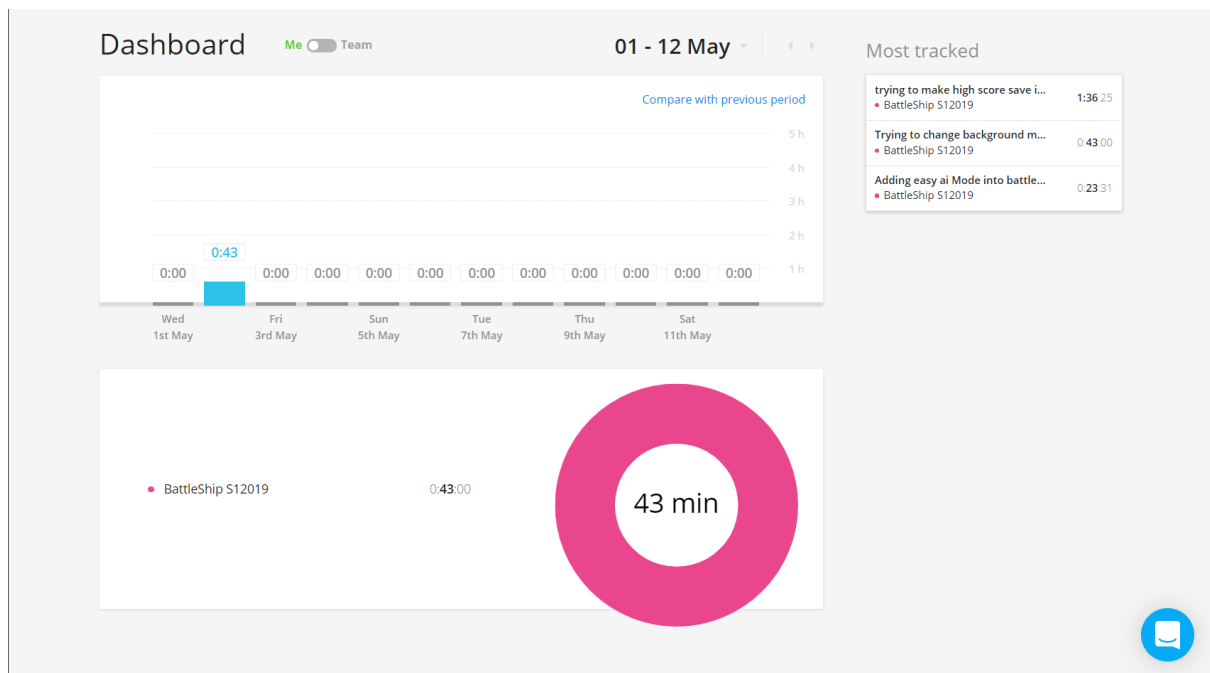 Dashboard
Me Team
01 - 12 May
Compare with previous period
5 h
4 h
3 h
2 h
1 h
0:00 0:43 0:00 0:00 0:00 0:00 0:00 0:00 0:00 0:00 0:00 0:00
Wed Fri Sun Tue Thu Sat
1st May 3rd May 5th May 7th May 9th May 11th May
BattleShip S12019 0:43:00
43 min
Most tracked
trying to make high score save i... 1:36:25
BattleShip S12019
Trying to change background m... 0:43:00
BattleShip S12019
Adding easy ai Mode into battle... 0:23:31
BattleShip S12019